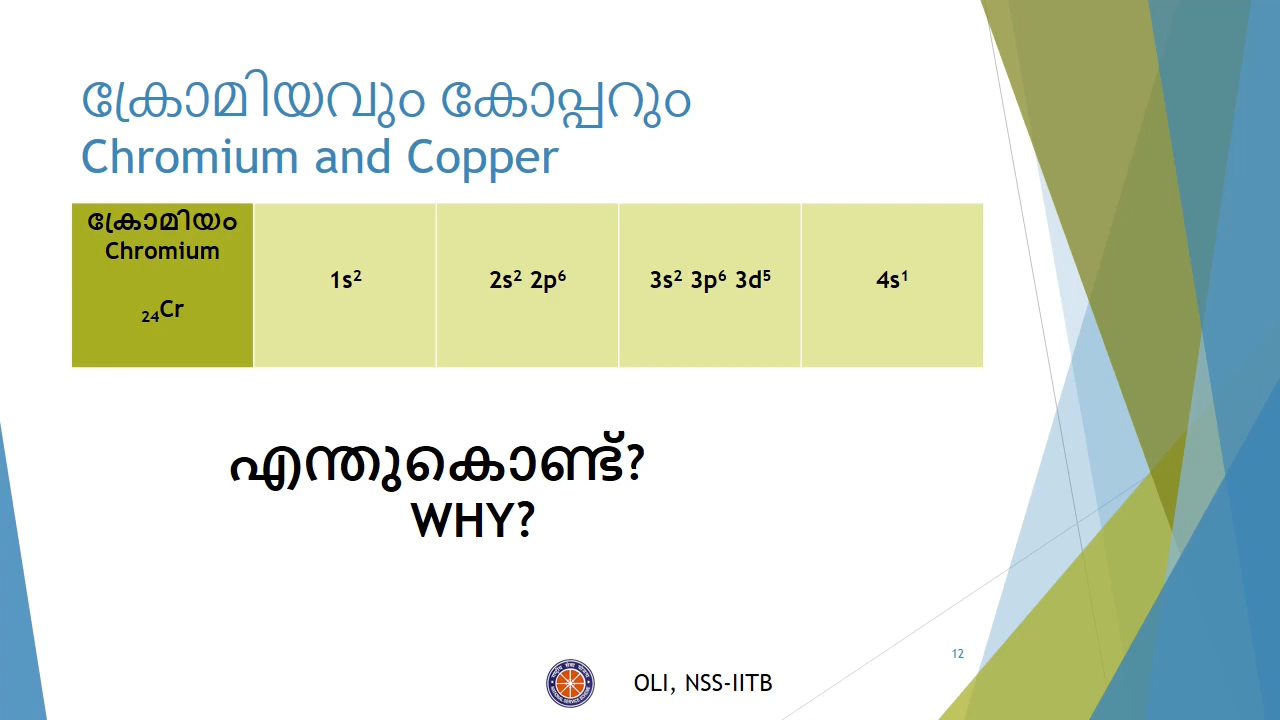 ക്രോമിയവും കോപ്പറും
Chromium and Copper
ക്രോമിയം
Chromium
₂₄Cr
1s²
2s² 2p⁶
3s² 3p⁶ 3d⁵
4s¹
എന്തുകൊണ്ട്?
WHY?
12
OLI, NSS-IITB